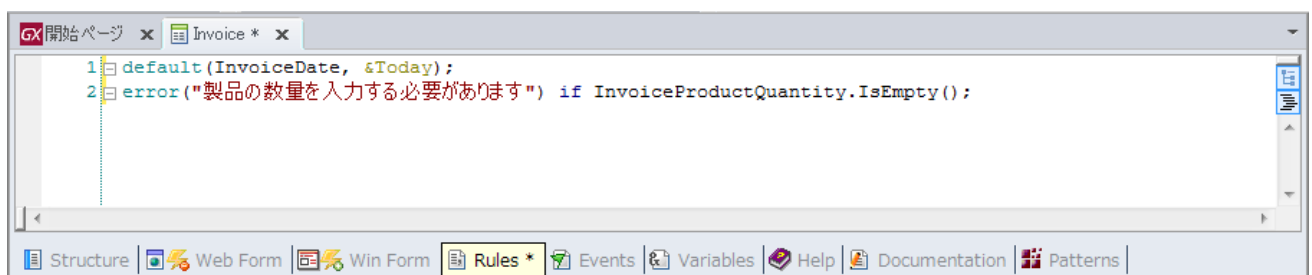 GX 開始ページ x Invoice * x
1 default(InvoiceDate, &Today);
2 error("製品の数量を入力する必要があります") if InvoiceProductQuantity.IsEmpty();
Structure Web Form Win Form Rules * Events Variables Help Documentation Patterns